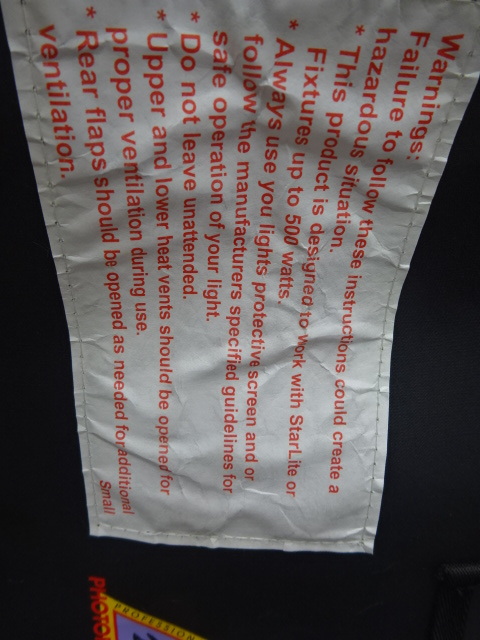 Warnings:
Failure to follow these instructions could create a
hazardous situation.
* This product is designed to work with StarLite or
Fixtures up to 500 watts.
* Always use you lights protective screen and or
follow the manufacturers specified guidelines for
safe operation of your light.
* Do not leave unattended.
* Upper and lower heat vents should be opened for
proper ventilation during use.
* Rear flaps should be opened as needed for additional
ventilation.
Small
PROFESSION